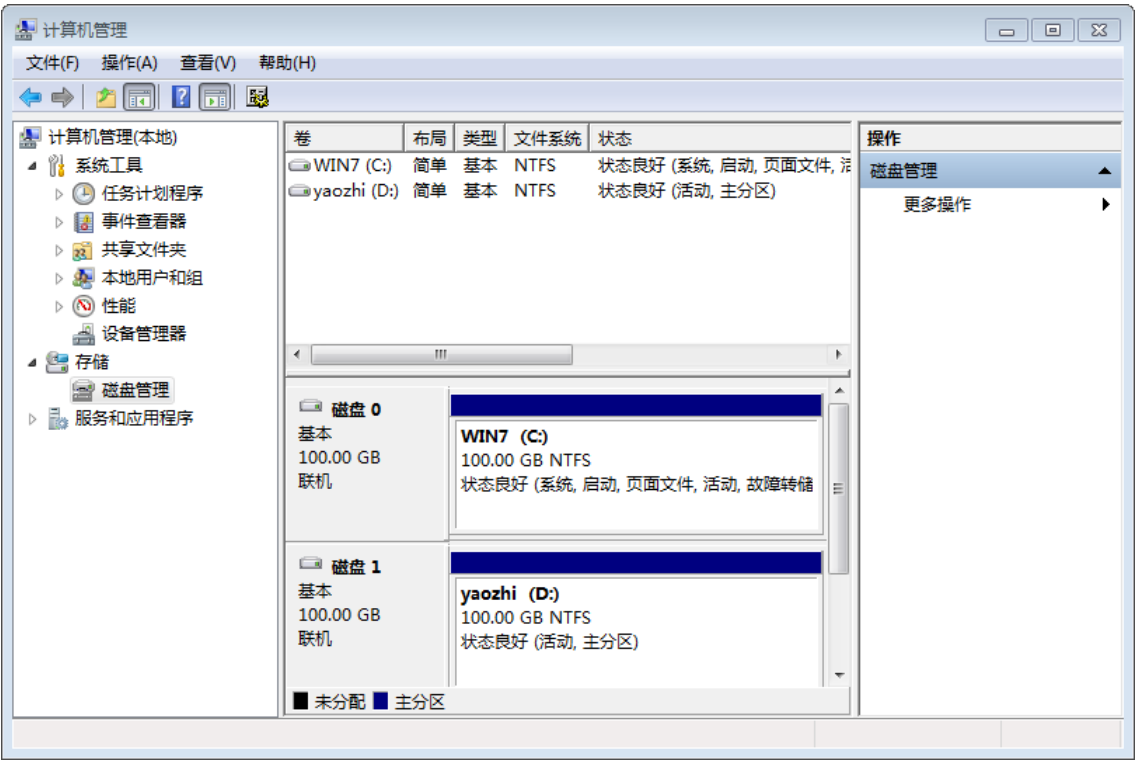 计算机管理
文件(F) 操作(A) 查看(V) 帮助(H)
计算机管理(本地)
系统工具
任务计划程序
事件查看器
共享文件夹
本地用户和组
性能
设备管理器
存储
磁盘管理
服务和应用程序
卷 布局 类型 文件系统 状态
WIN7 (C:) 简单 基本 NTFS 状态良好 (系统, 启动, 页面文件, 活
yaozhi (D:) 简单 基本 NTFS 状态良好 (活动, 主分区)
磁盘 0
基本
100.00 GB
联机
WIN7 (C:)
100.00 GB NTFS
状态良好 (系统, 启动, 页面文件, 活动, 故障转储
磁盘 1
基本
100.00 GB
联机
yaozhi (D:)
100.00 GB NTFS
状态良好 (活动, 主分区)
未分配 主分区
操作
磁盘管理
更多操作